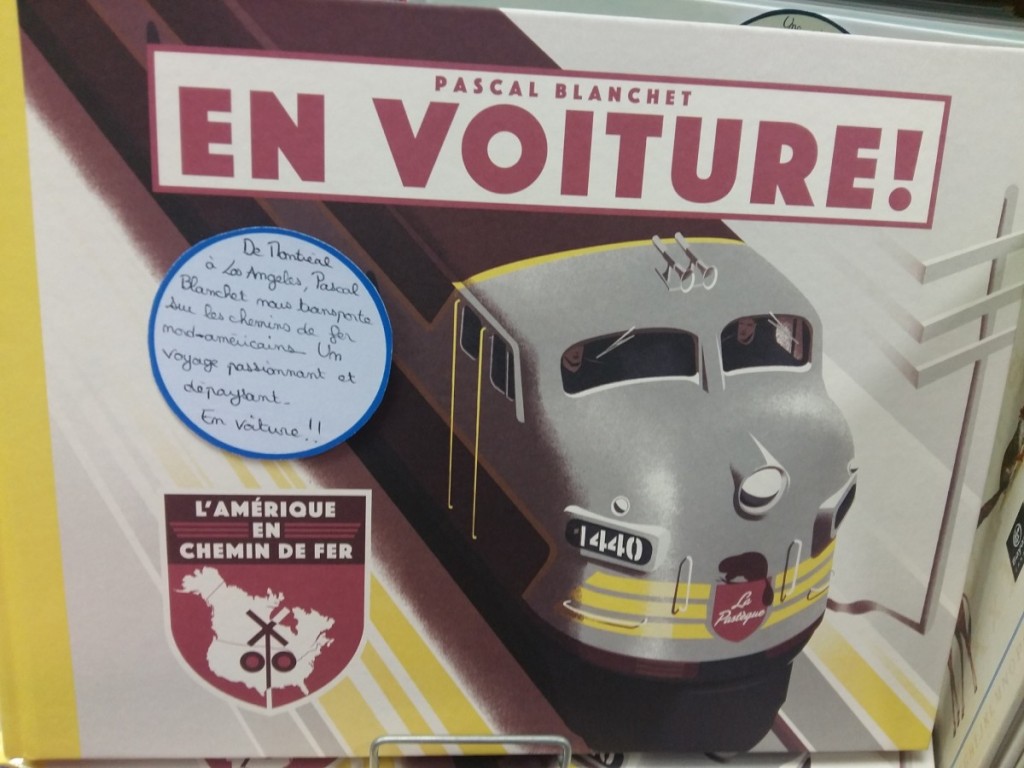 PASCAL BLANCHET
EN VOITURE!
De Montréal
à Los Angeles, Pascal
Blanchet nous transporte
sur les chemins de fer
nord-américains. Un
voyage passionnant et
dépaysant.
En voiture!!
L'AMÉRIQUE
EN
CHEMIN DE FER
1440
La
Pastèque